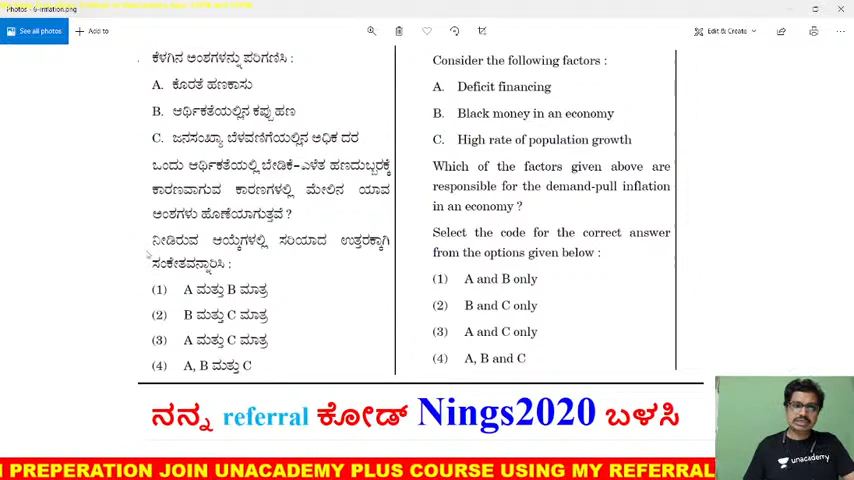 Photos - 6-irrflation.png
See all photos
Add to
Edit & Create
ಕೆಳಗಿನ ಅಂಶಗಳನ್ನು ಪರಿಗಣಿಸಿ :
A. ಕೊರತೆ ಹಣಕಾಸು
B. ಆರ್ಥಿಕತೆಯಲ್ಲಿನ ಕಪ್ಪು ಹಣ
C. ಜನಸಂಖ್ಯಾ ಬೆಳವಣಿಗೆಯಲ್ಲಿನ ಅಧಿಕ ದರ
ಒಂದು ಆರ್ಥಿಕತೆಯಲ್ಲಿ ಬೇಡಿಕೆ-ಎಳೆತ ಹಣದುಬ್ಬರಕ್ಕೆ
ಕಾರಣವಾಗುವ ಕಾರಣಗಳಲ್ಲಿ ಮೇಲಿನ ಯಾವ
ಅಂಶಗಳು ಹೊಣೆಯಾಗುತ್ತವೆ ?
ನೀಡಿರುವ ಆಯ್ಕೆಗಳಲ್ಲಿ ಸರಿಯಾದ ಉತ್ತರಕ್ಕಾಗಿ
ಸಂಕೇತವನ್ನಾರಿಸಿ :
(1) A ಮತ್ತು B ಮಾತ್ರ
(2) B ಮತ್ತು C ಮಾತ್ರ
(3) A ಮತ್ತು C ಮಾತ್ರ
(4) A, B ಮತ್ತು C
Consider the following factors :
A. Deficit financing
B. Black money in an economy
C. High rate of population growth
Which of the factors given above are
responsible for the demand-pull inflation
in an economy ?
Select the code for the correct answer
from the options given below :
(1) A and B only
(2) B and C only
(3) A and C only
(4) A, B and C
ನನ್ನ referral ಕೋಡ್ Nings2020 ಬಳಸಿ
PREPERATION JOIN UNACADEMY PLUS COURSE USING MY REFERRAL
unacademy